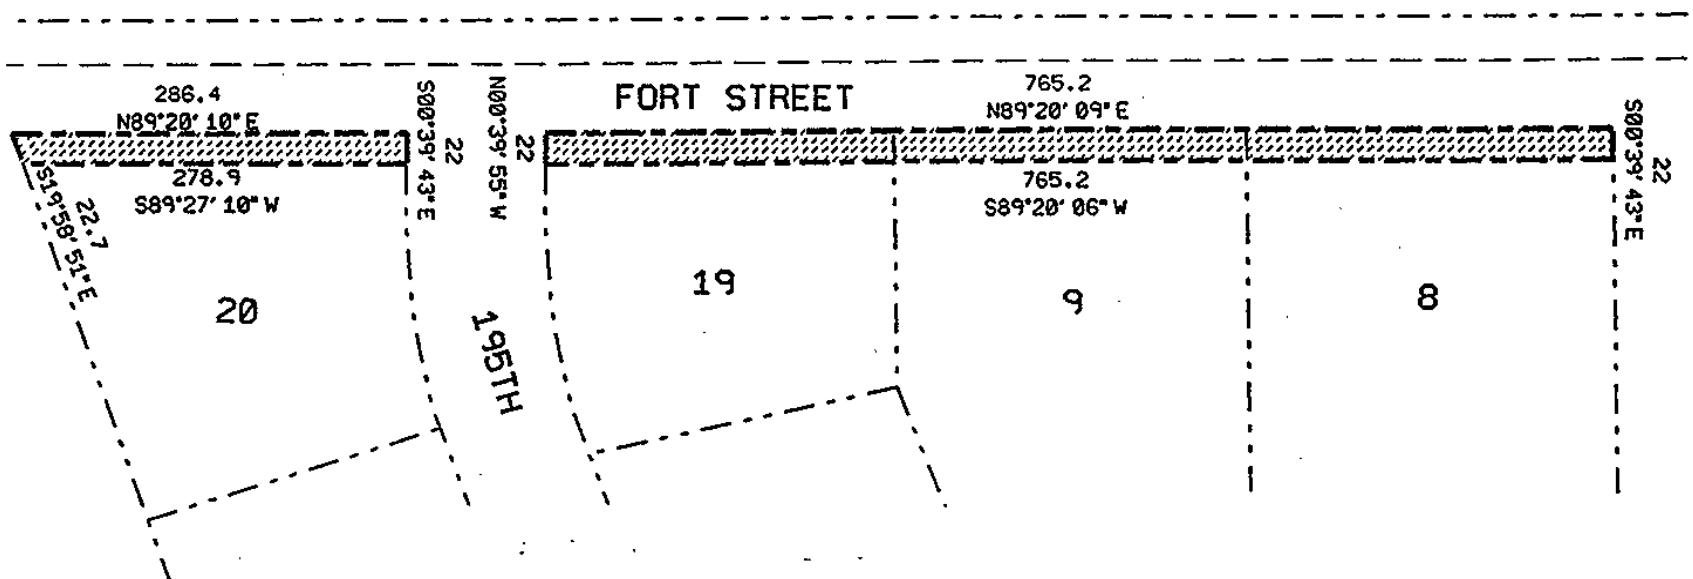 286.4
N89°20'10"E
S00°39'43"E
22
N00°39'55"W
22
FORT STREET
765.2
N89°20'09"E
S00°39'43"E
22
278.9
S89°27'10"W
22.7
S19°58'51"E
765.2
S89°20'06"W
20
195TH
19
9
8